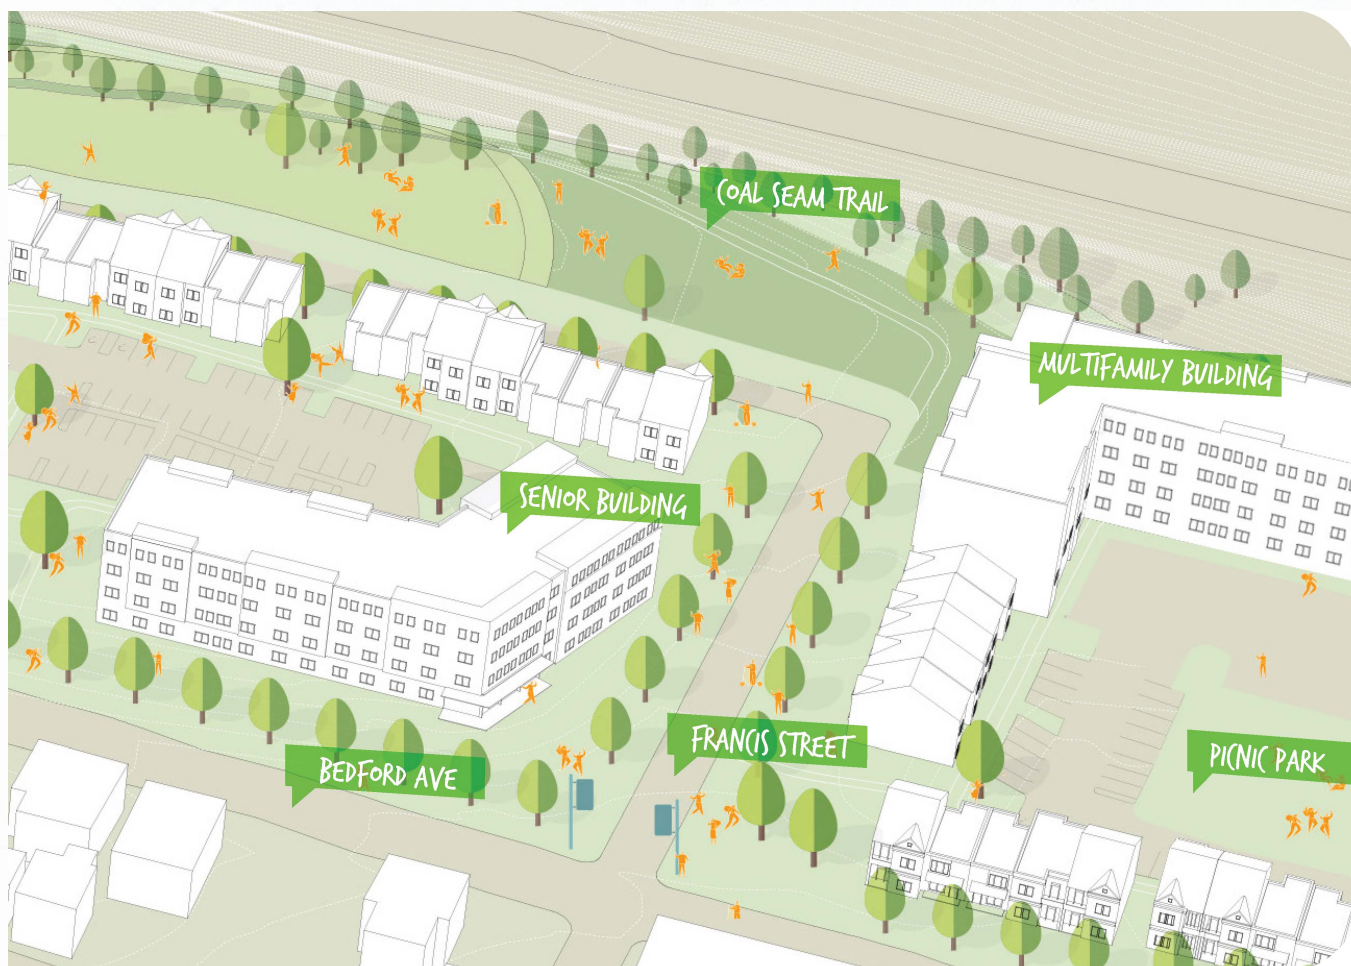 COAL SEAM TRAIL
MULTIFAMILY BUILDING
SENIOR BUILDING
FRANCIS STREET
PICNIC PARK
BEDFORD AVE